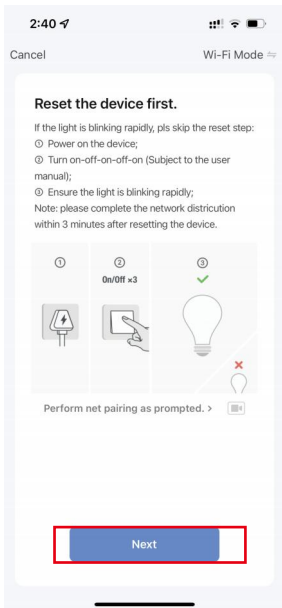 2:40
Cancel
Wi-Fi Mode
Reset the device first.
If the light is blinking rapidly, pls skip the reset step:
① Power on the device;
② Turn on-off-on-off-on (Subject to the user
manual);
③ Ensure the light is blinking rapidly;
Note: please complete the network districution
within 3 minutes after resetting the device.
①
②
③
On/Off ×3
Perform net pairing as prompted. >
Next